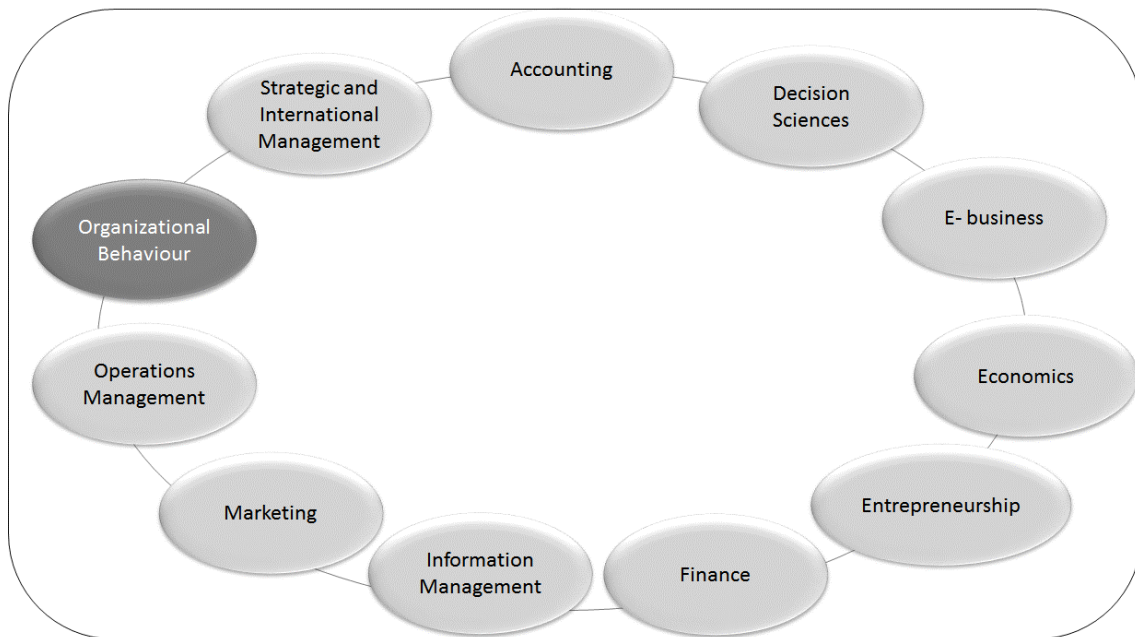 Accounting
Decision
Sciences
E- business
Economics
Entrepreneurship
Finance
Information
Management
Marketing
Operations
Management
Organizational
Behaviour
Strategic and
International
Management